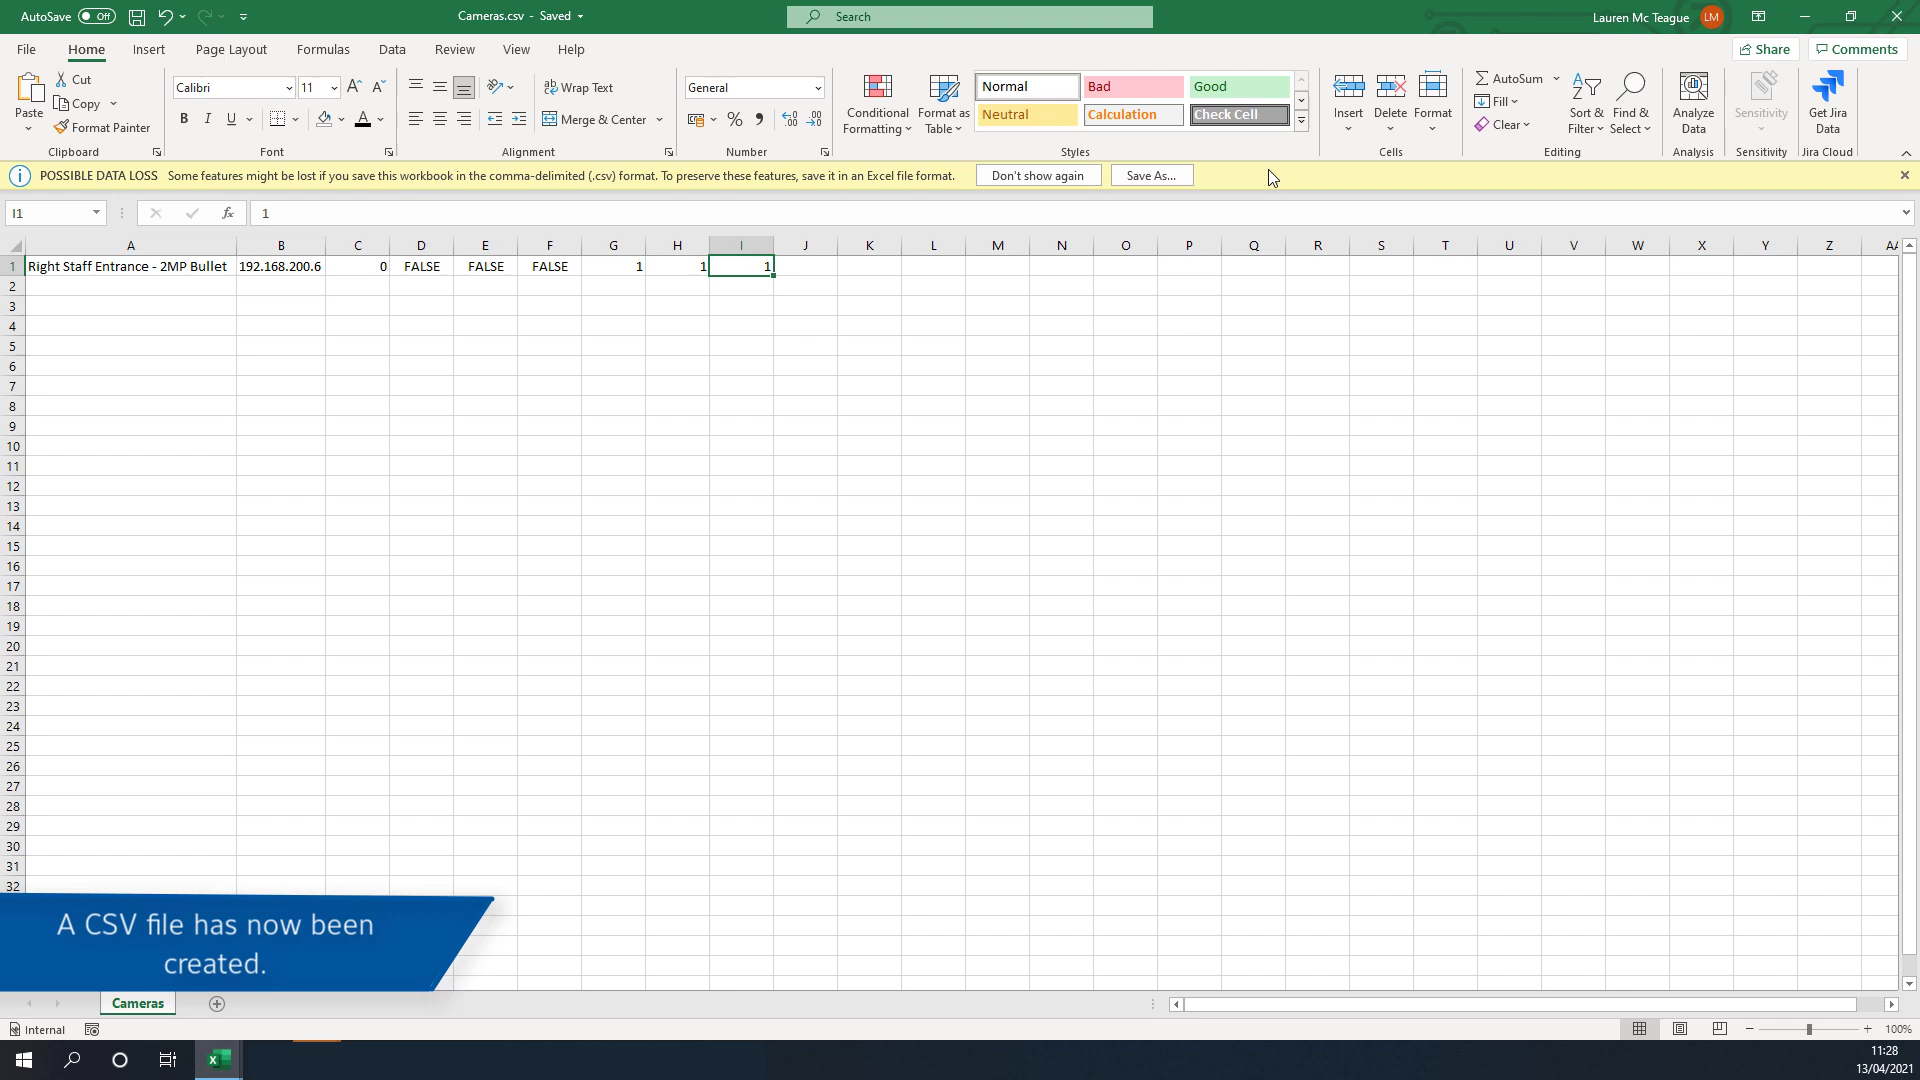 AutoSave Off Cameras.csv - Saved Search Lauren Mc Teague LM
File Home Insert Page Layout Formulas Data Review View Help Share Comments
Paste Cut Copy Format Painter Clipboard
Calibri 11 B I U A Font
Wrap Text Merge & Center Alignment
General % Number
Conditional Formatting Format as Table Normal Bad Good Neutral Calculation Check Cell Styles
Insert Delete Format Cells
AutoSum Fill Clear Sort & Filter Find & Select Editing
Analyze Data Analysis
Sensitivity Sensitivity
Get Jira Data Jira Cloud
POSSIBLE DATA LOSS Some features might be lost if you save this workbook in the comma-delimited (.csv) format. To preserve these features, save it in an Excel file format. Don't show again Save As...
I1 fx 1
A B C D E F G H I J K L M N O P Q R S T U V W X Y Z AA
1 Right Staff Entrance - 2MP Bullet 192.168.200.6 0 FALSE FALSE FALSE 1 1 1
2
3
4
5
6
7
8
9
10
11
12
13
14
15
16
17
18
19
20
21
22
23
24
25
26
27
28
29
30
31
32
A CSV file has now been
created.
Cameras
Internal 100%
11:28
13/04/2021